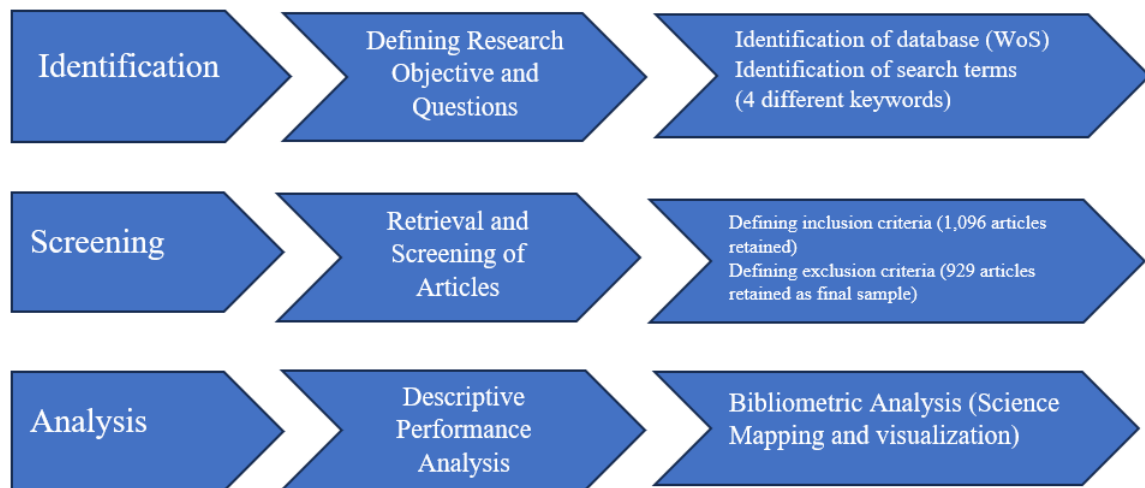 Identification
Defining Research
Objective and
Questions
Identification of database (WoS)
Identification of search terms
(4 different keywords)
Screening
Retrieval and
Screening of
Articles
Defining inclusion criteria (1,096 articles
retained)
Defining exclusion criteria (929 articles
retained as final sample)
Analysis
Descriptive
Performance
Analysis
Bibliometric Analysis (Science
Mapping and visualization)